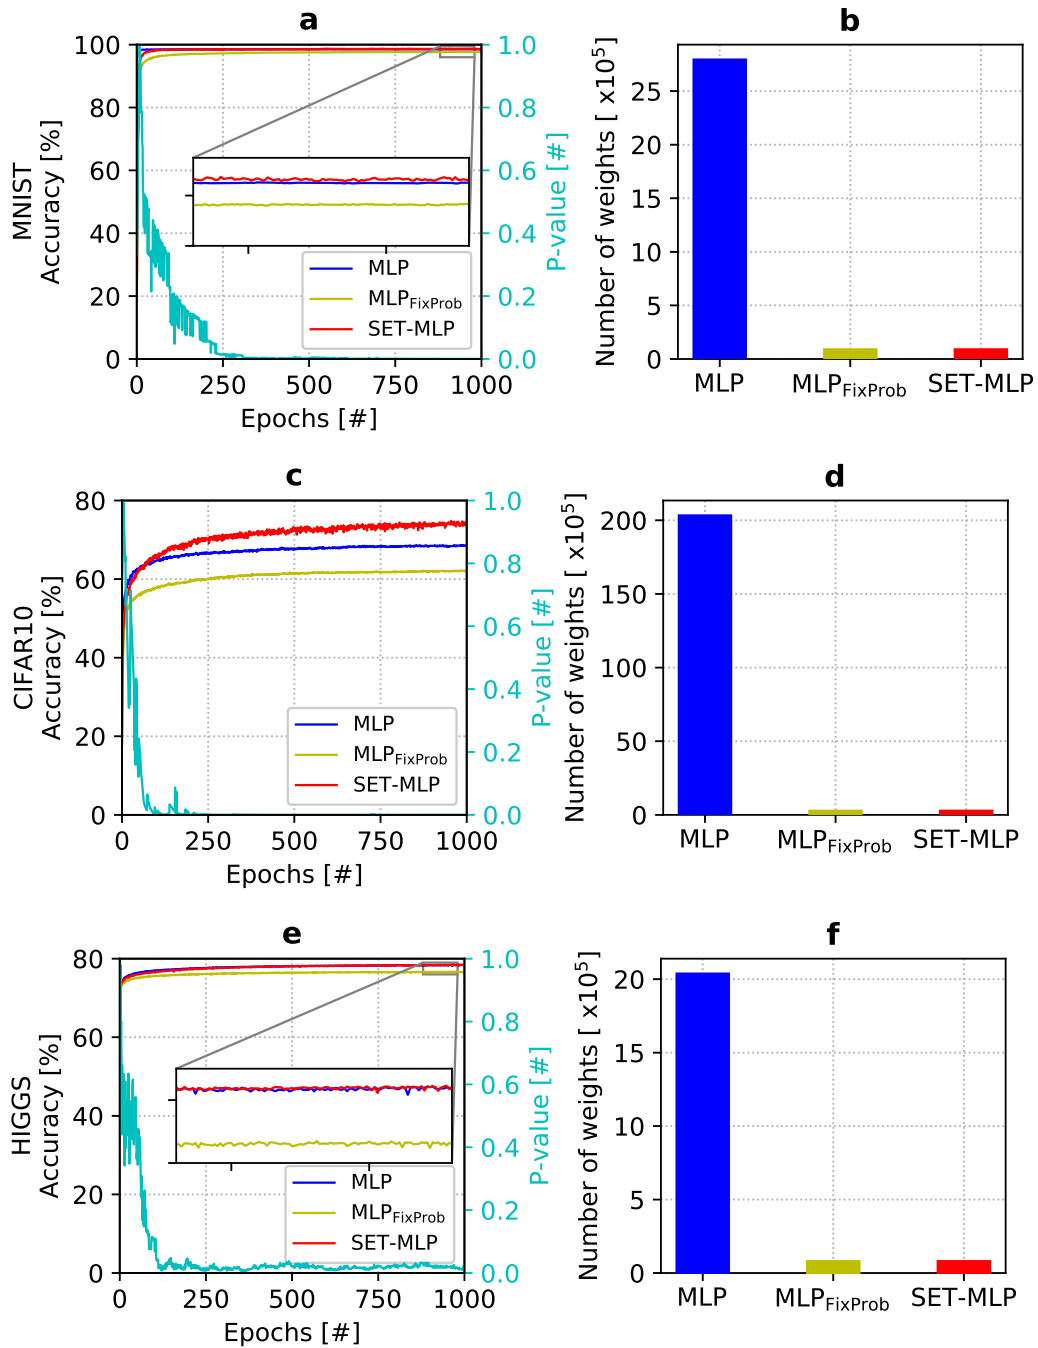 a
MNIST
Accuracy [%]
100
80
60
40
20
0
1.0
0.8
0.6
0.4
0.2
0.0
P-value [#]
MLP
MLP_FixProb
SET-MLP
0 250 500 750 1000
Epochs [#]
b
Number of weights [ x10^5]
25
20
15
10
5
0
MLP MLP_FixProb SET-MLP
c
CIFAR10
Accuracy [%]
80
60
40
20
0
1.0
0.8
0.6
0.4
0.2
0.0
P-value [#]
MLP
MLP_FixProb
SET-MLP
0 250 500 750 1000
Epochs [#]
d
Number of weights [ x10^5]
200
150
100
50
0
MLP MLP_FixProb SET-MLP
e
HIGGS
Accuracy [%]
80
60
40
20
0
1.0
0.8
0.6
0.4
0.2
0.0
P-value [#]
MLP
MLP_FixProb
SET-MLP
0 250 500 750 1000
Epochs [#]
f
Number of weights [ x10^5]
20
15
10
5
0
MLP MLP_FixProb SET-MLP